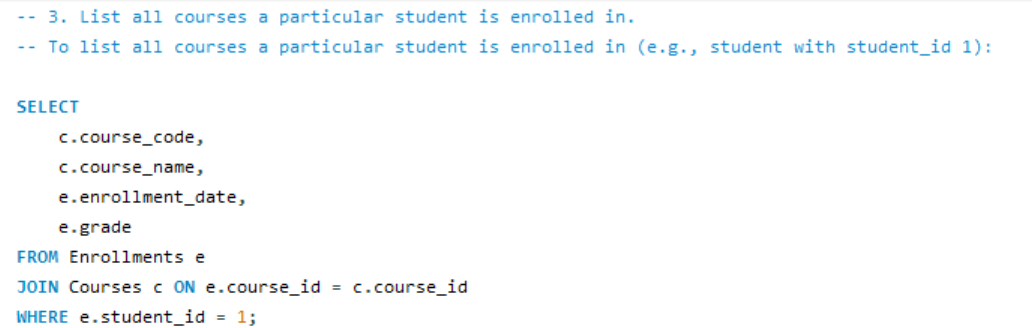 -- 3. List all courses a particular student is enrolled in.
-- To list all courses a particular student is enrolled in (e.g., student with student_id 1):
SELECT
    c.course_code,
    c.course_name,
    e.enrollment_date,
    e.grade
FROM Enrollments e
JOIN Courses c ON e.course_id = c.course_id
WHERE e.student_id = 1;